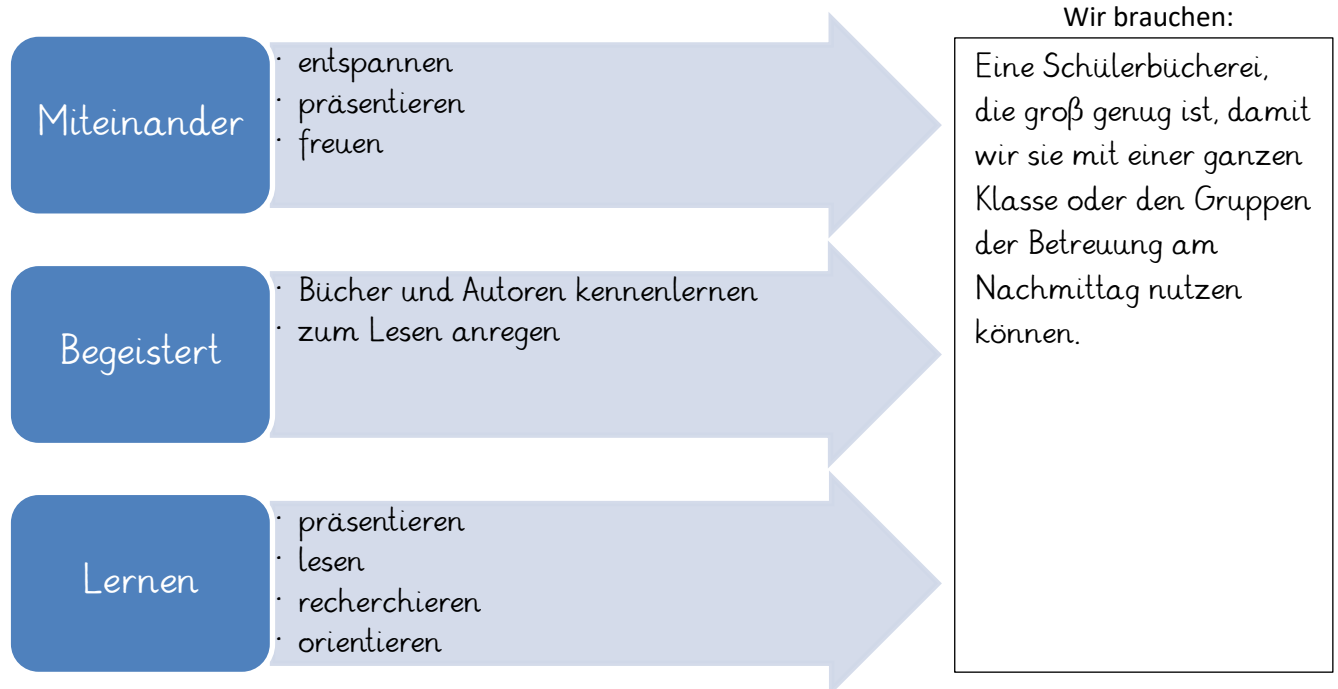 Miteinander
· entspannen
· präsentieren
· freuen
Begeistert
· Bücher und Autoren kennenlernen
· zum Lesen anregen
Lernen
· präsentieren
· lesen
· recherchieren
· orientieren
Wir brauchen:
Eine Schülerbücherei,
die groß genug ist, damit
wir sie mit einer ganzen
Klasse oder den Gruppen
der Betreuung am
Nachmittag nutzen
können.